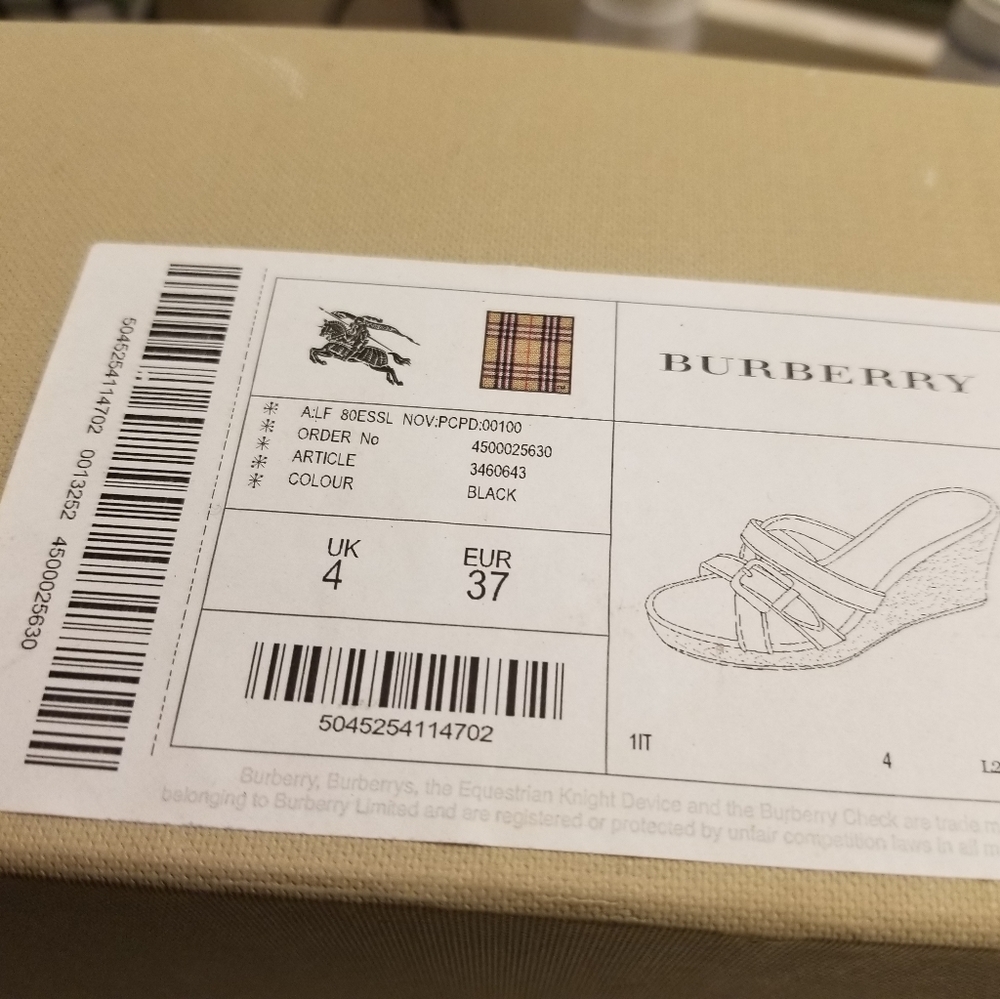 5045254114702 0013252 4500025630
BURBERRY
* A:LF 80ESSL NOV:PCPD:00100
* ORDER No 4500025630
* ARTICLE 3460643
* COLOUR BLACK
*
UK EUR
4 37
5045254114702
1IT 4
Burberry, Burberrys, the Equestrian Knight Device and the Burberry Check are trade
belonging to Burberry Limited and are registered or protected by unfair competition laws in all